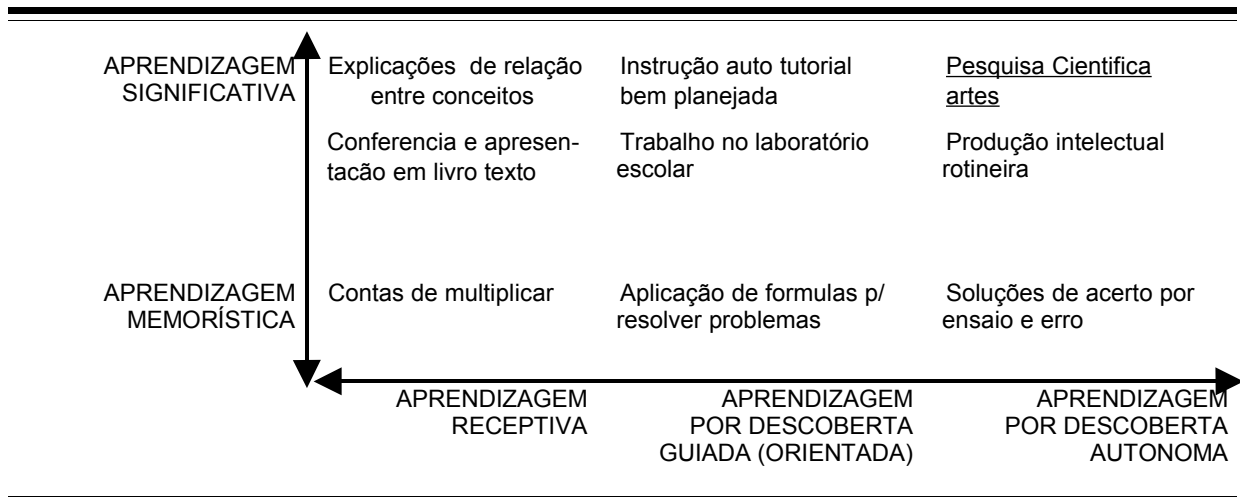 APRENDIZAGEM
SIGNIFICATIVA
Explicações de relação
entre conceitos
Instrução auto tutorial
bem planejada
Pesquisa Cientifica
artes
Conferencia e apresen-
tacão em livro texto
Trabalho no laboratório
escolar
Produção intelectual
rotineira
APRENDIZAGEM
MEMORÍSTICA
Contas de multiplicar
Aplicação de formulas p/
resolver problemas
Soluções de acerto por
ensaio e erro
APRENDIZAGEM
RECEPTIVA
APRENDIZAGEM
POR DESCOBERTA
GUIADA (ORIENTADA)
APRENDIZAGEM
POR DESCOBERTA
AUTONOMA